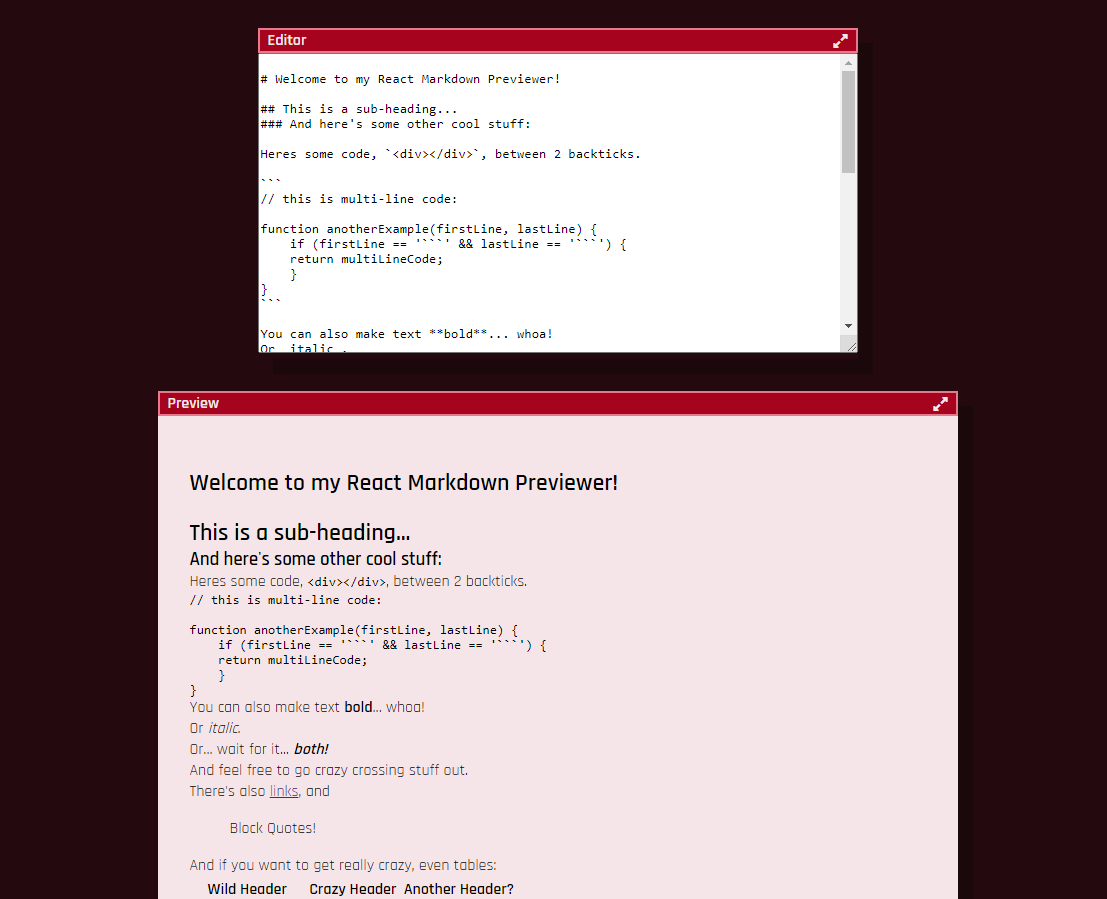 Editor
# Welcome to my React Markdown Previewer!
## This is a sub-heading...
### And here's some other cool stuff:
Heres some code, `<div></div>`, between 2 backticks.
```
// this is multi-line code:
function anotherExample(firstLine, lastLine) {
    if (firstLine == '```' && lastLine == '```') {
    return multiLineCode;
    }
}
```
You can also make text **bold**... whoa!
Or  italic .
Preview
Welcome to my React Markdown Previewer!
This is a sub-heading...
And here's some other cool stuff:
Heres some code, <div></div>, between 2 backticks.
// this is multi-line code:
function anotherExample(firstLine, lastLine) {
    if (firstLine == '```' && lastLine == '```') {
    return multiLineCode;
    }
}
You can also make text bold... whoa!
Or italic.
Or... wait for it... both!
And feel free to go crazy crossing stuff out.
There's also links, and
Block Quotes!
And if you want to get really crazy, even tables:
Wild Header Crazy Header Another Header?